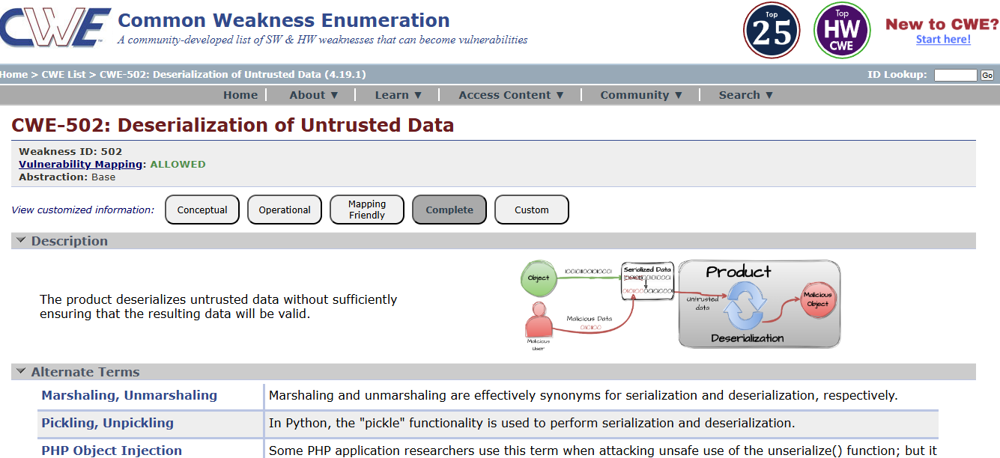 CWE Common Weakness Enumeration
A community-developed list of SW & HW weaknesses that can become vulnerabilities
Top 25
Top HW CWE
New to CWE?
Start here!
Home > CWE List > CWE-502: Deserialization of Untrusted Data (4.19.1)
ID Lookup: Go
Home About ▼ Learn ▼ Access Content ▼ Community ▼ Search ▼
CWE-502: Deserialization of Untrusted Data
Weakness ID: 502
Vulnerability Mapping: ALLOWED
Abstraction: Base
View customized information:
Conceptual
Operational
Mapping
Friendly
Complete
Custom
Description
The product deserializes untrusted data without sufficiently
ensuring that the resulting data will be valid.
Object
Serialized Data
Malicious Data
Malicious
User
Product
untrusted
data
Malicious
Object
Deserialization
Alternate Terms
Marshaling, Unmarshaling Marshaling and unmarshaling are effectively synonyms for serialization and deserialization, respectively.
Pickling, Unpickling In Python, the "pickle" functionality is used to perform serialization and deserialization.
PHP Object Injection Some PHP application researchers use this term when attacking unsafe use of the unserialize() function; but it